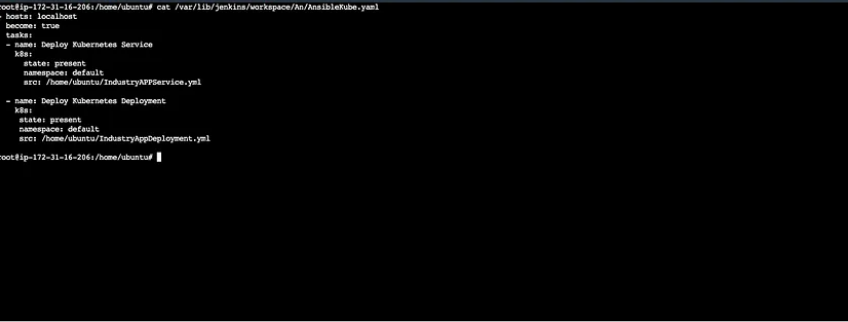 root@ip-172-31-16-206:/home/ubuntu# cat /var/lib/jenkins/workspace/An/AnsibleKube.yaml
- hosts: localhost
  become: true
  tasks:
  - name: Deploy Kubernetes Service
    k8s:
      state: present
      namespace: default
      src: /home/ubuntu/IndustryAPPService.yml

  - name: Deploy Kubernetes Deployment
    k8s:
     state: present
     namespace: default
     src: /home/ubuntu/IndustryAppDeployment.yml

root@ip-172-31-16-206:/home/ubuntu#